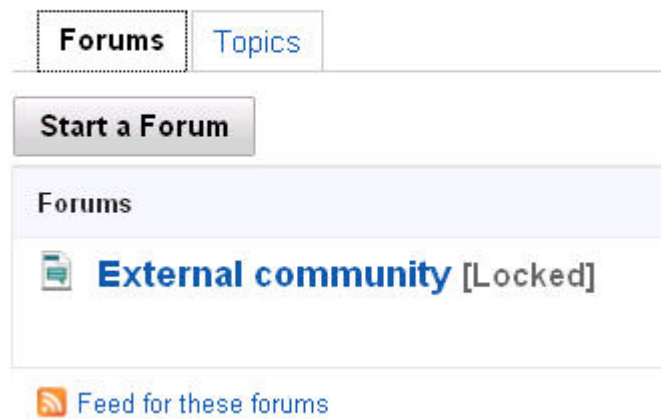 Forums Topics
Start a Forum
Forums
External community [Locked]
Feed for these forums